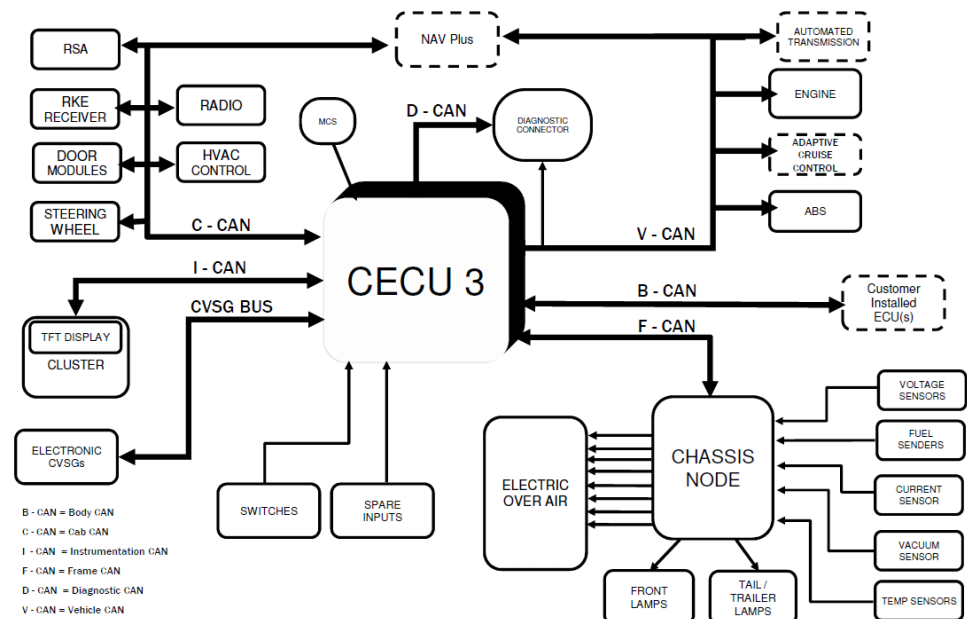 RSA
NAV Plus
AUTOMATED
TRANSMISSION
RKE
RECEIVER
RADIO
MCS
D - CAN
DIAGNOSTIC
CONNECTOR
ENGINE
DOOR
MODULES
HVAC
CONTROL
ADAPTIVE
CRUISE
CONTROL
STEERING
WHEEL
C - CAN
V - CAN
ABS
I - CAN
CECU 3
B - CAN
Customer
Installed
ECU(s)
CVSG BUS
F - CAN
TFT DISPLAY
CLUSTER
ELECTRONIC
CVSGs
SWITCHES
SPARE
INPUTS
ELECTRIC
OVER AIR
CHASSIS
NODE
VOLTAGE
SENSORS
FUEL
SENDERS
CURRENT
SENSOR
VACUUM
SENSOR
TEMP SENSORS
FRONT
LAMPS
TAIL /
TRAILER
LAMPS
B - CAN = Body CAN
C - CAN = Cab CAN
I - CAN = Instrumentation CAN
F - CAN = Frame CAN
D - CAN = Diagnostic CAN
V - CAN = Vehicle CAN